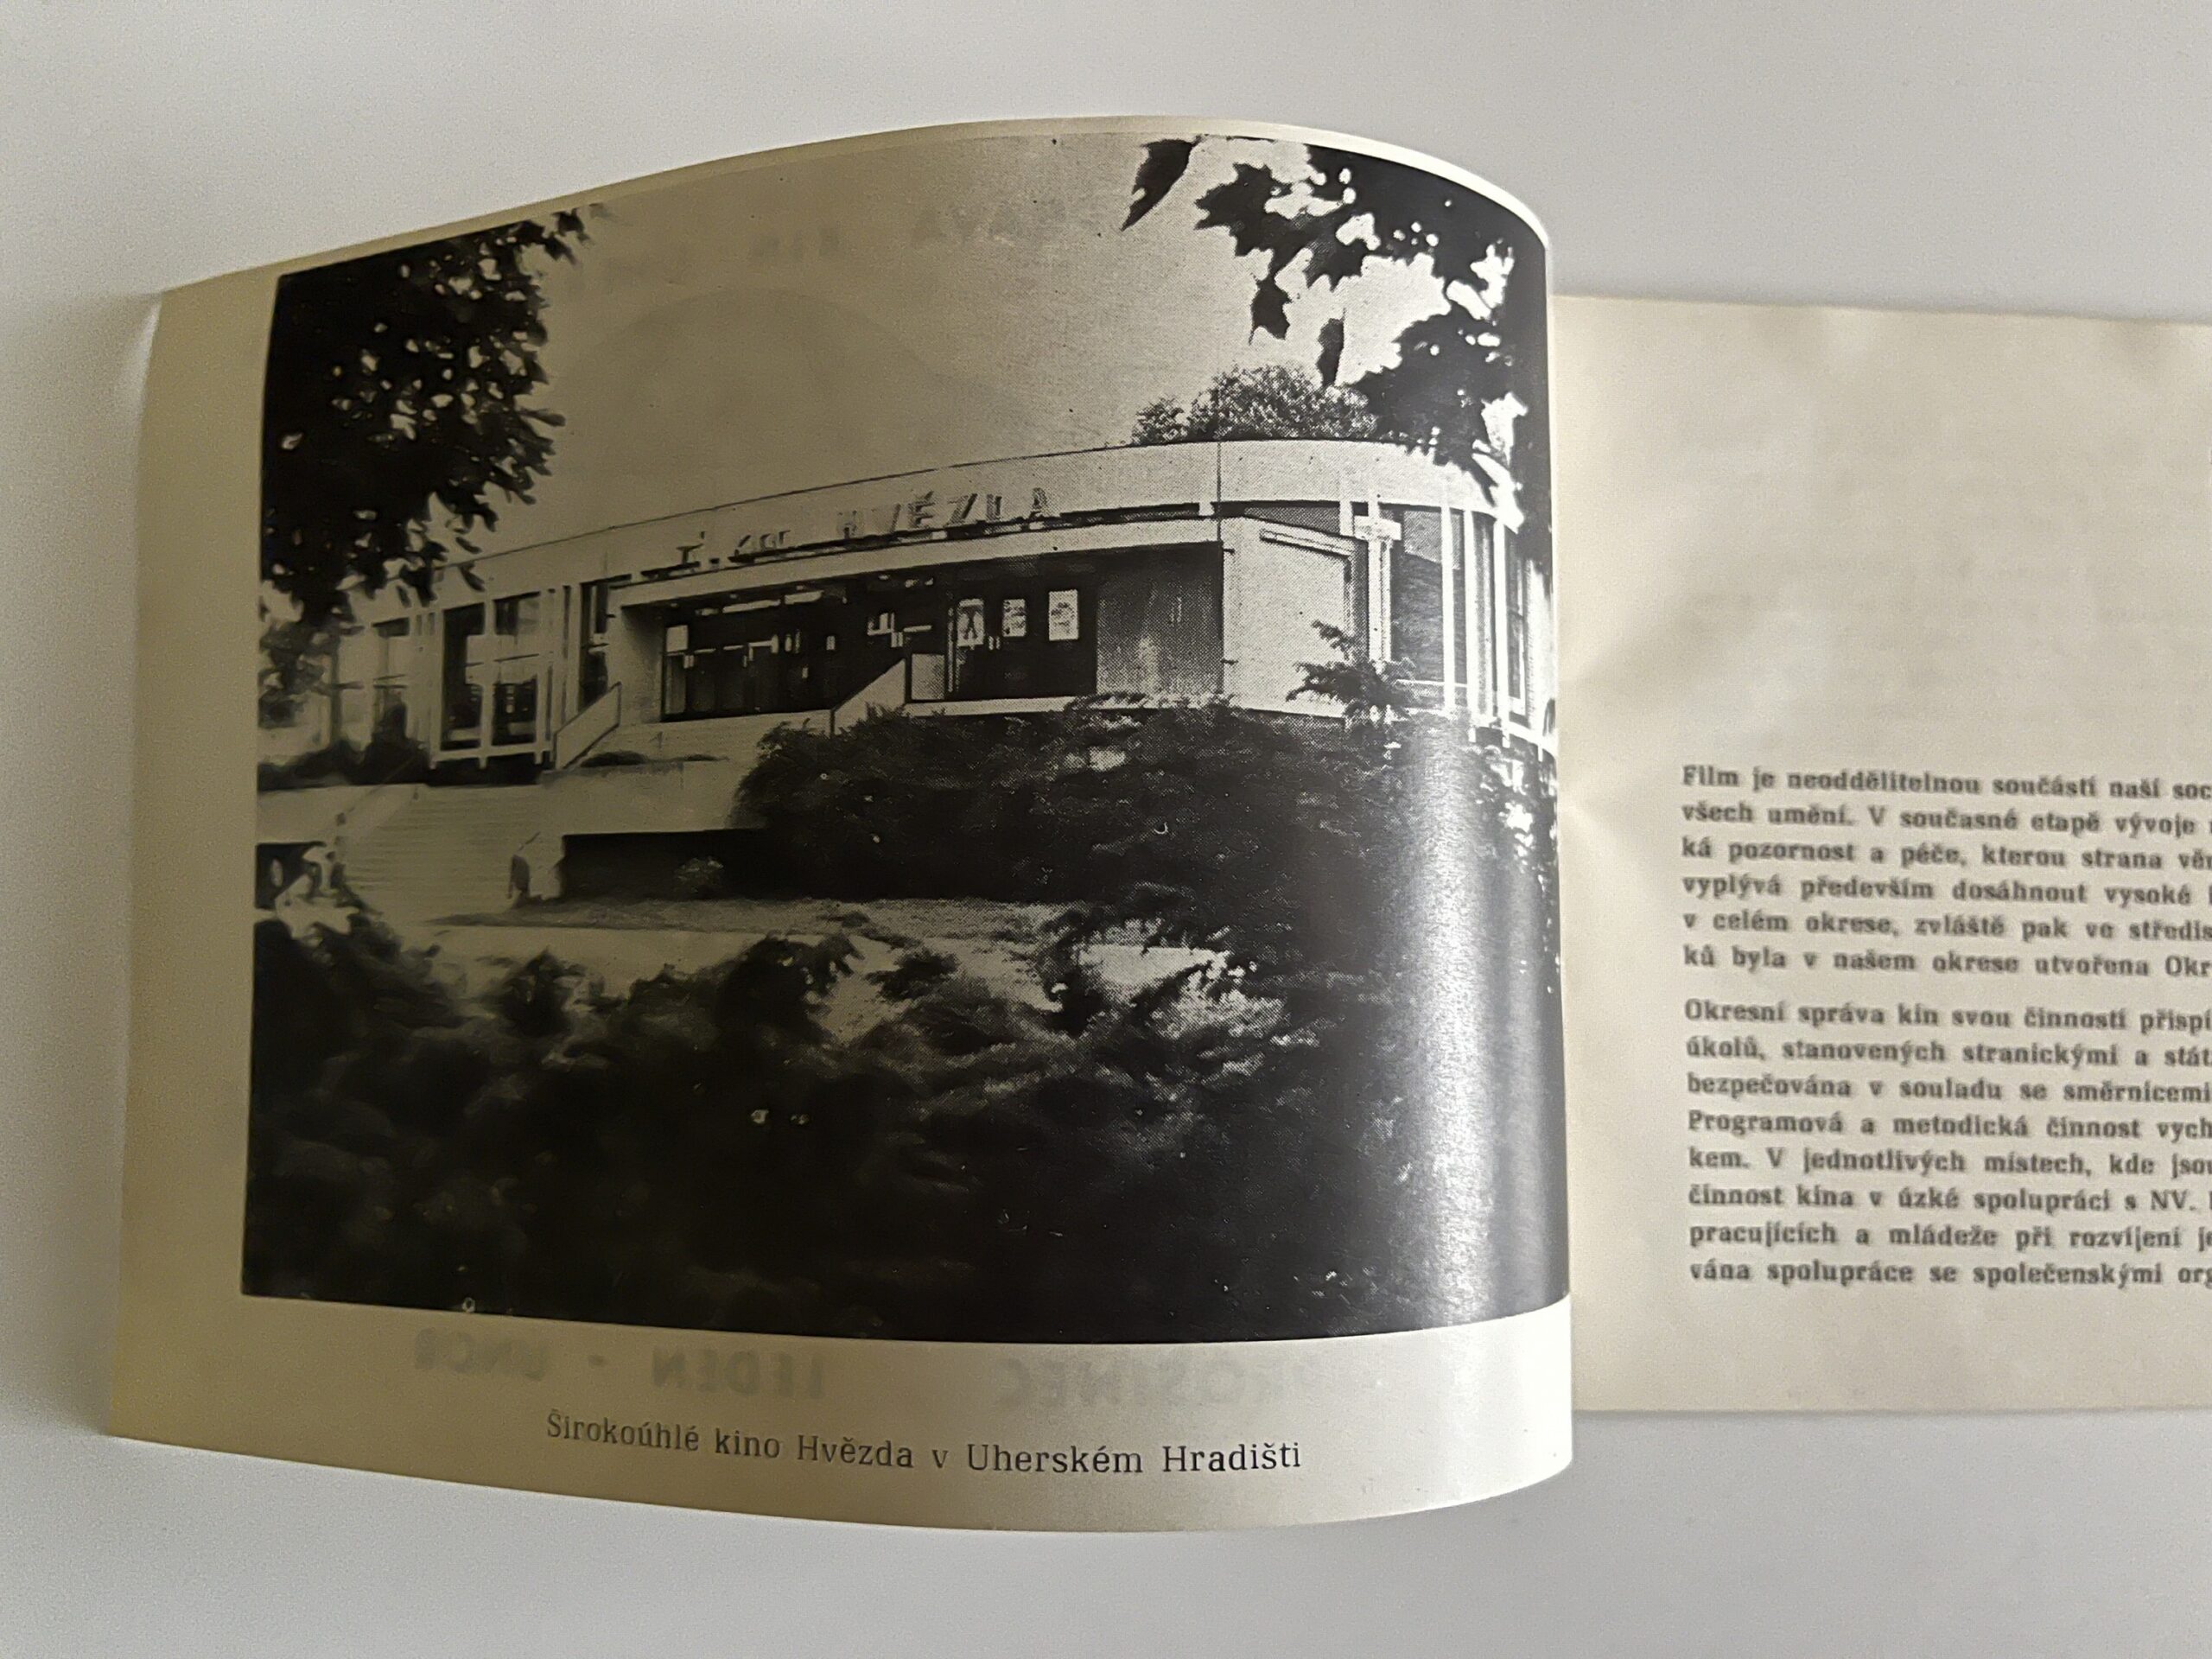 HVĚZDA
Širokoúhlé kino Hvězda v Uherském Hradišti
Film je neoddělitelnou součástí naší soc
všech umění. V současné etapě vývoje
ká pozornost a péče, kterou strana věn
vyplývá především dosáhnout vysoké
v celém okrese, zvláště pak ve středis
ků byla v našem okrese utvořena Okr
Okresní správa kin svou činností přispí
úkolů, stanovených stranickými a stát
bezpečována v souladu se směrnicemi
Programová a metodická činnost vych
kem. V jednotlivých místech, kde jsou
činnost kina v úzké spolupráci s NV.
pracujících a mládeže při rozvíjení je
vána spolupráce se společenskými org